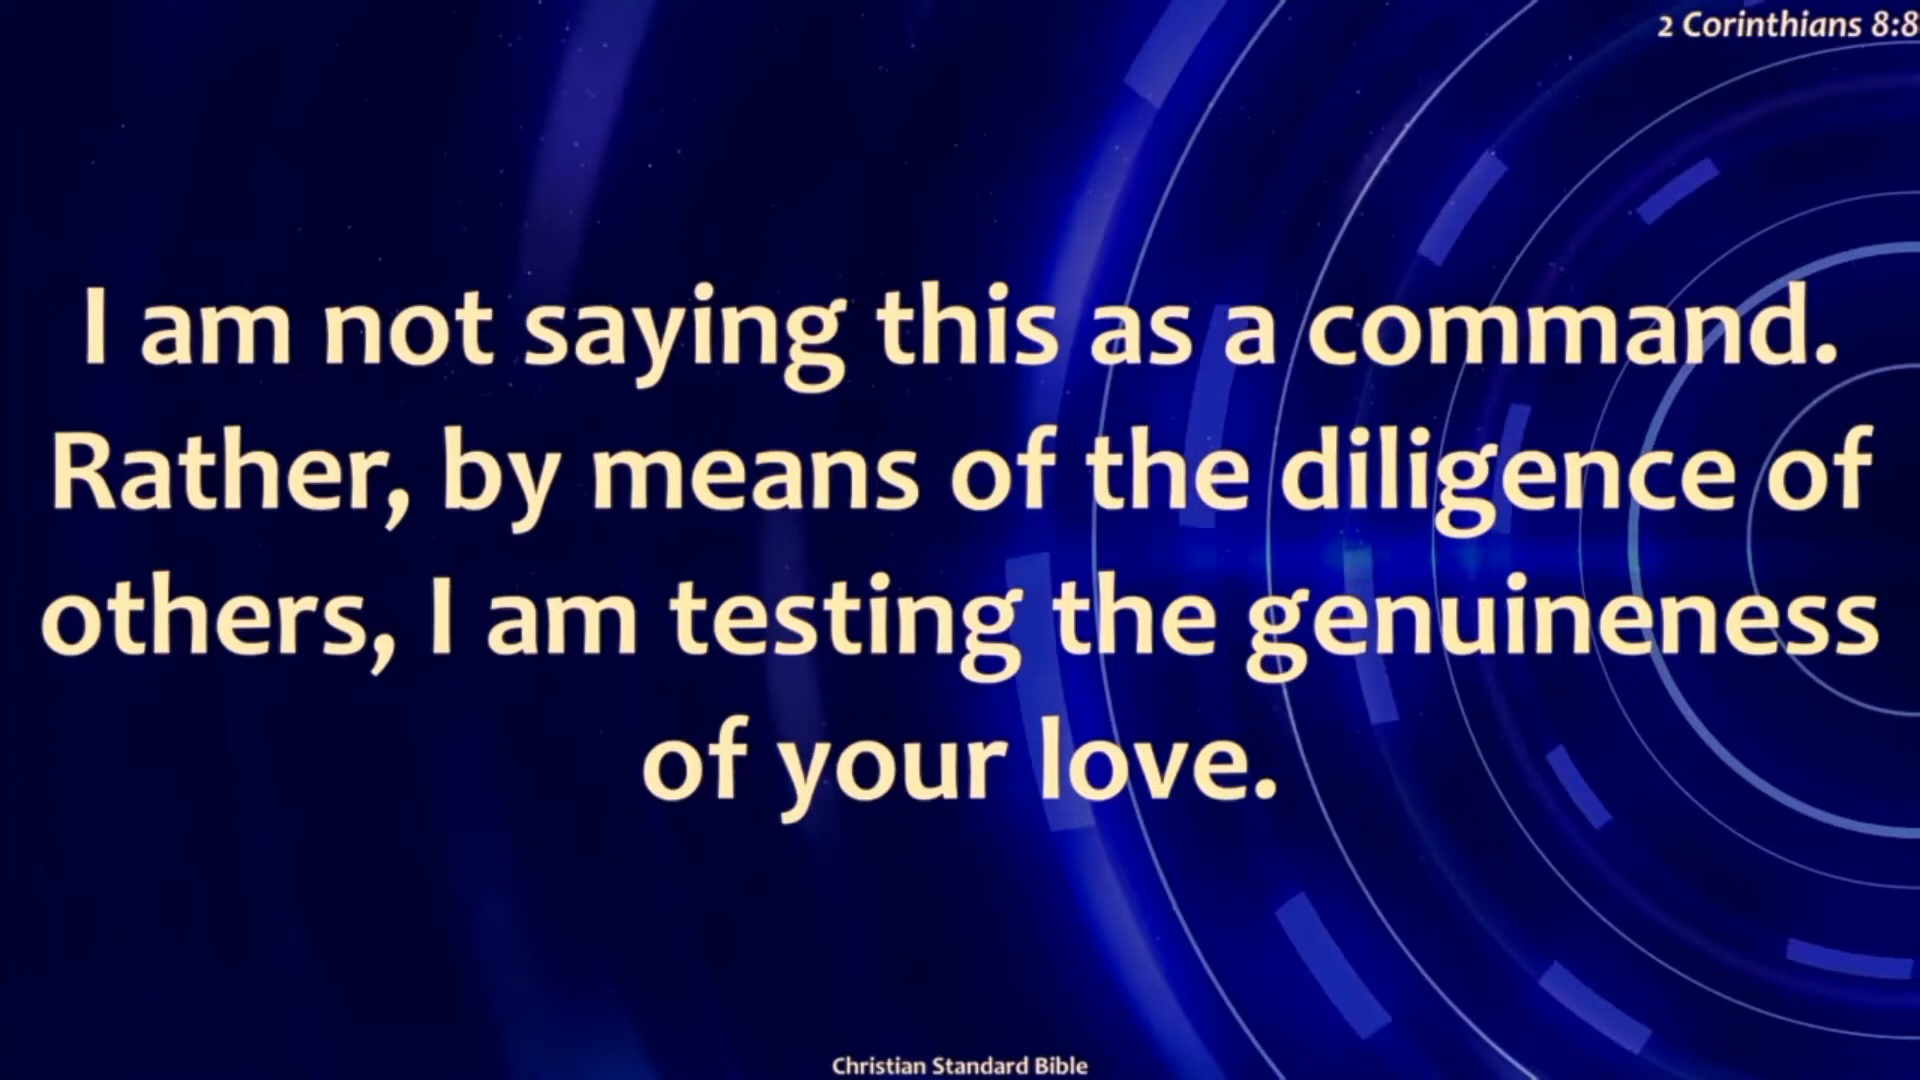 2 Corinthians 8:8
I am not saying this as a command.
Rather, by means of the diligence of
others, I am testing the genuineness
of your love.
Christian Standard Bible